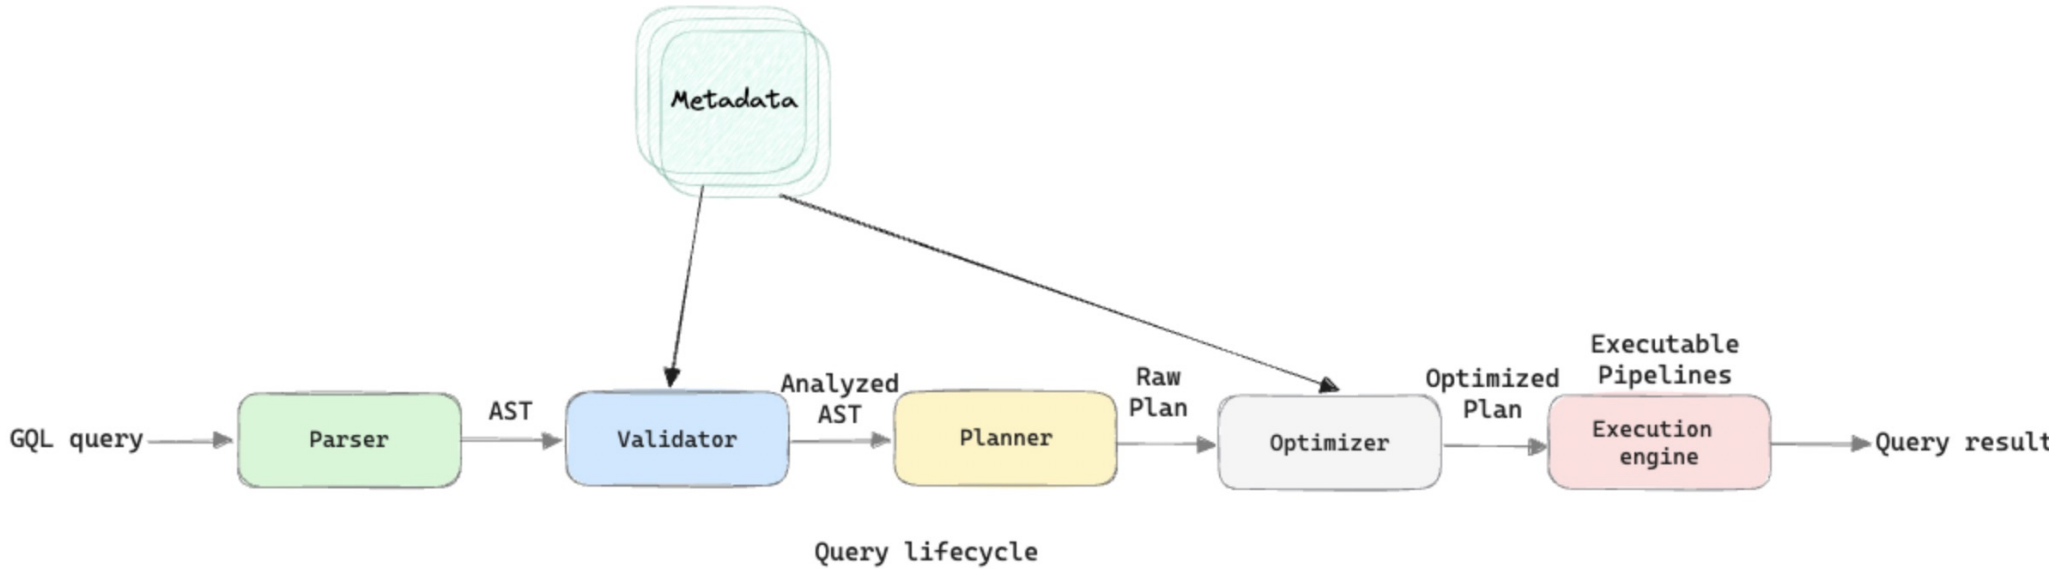 Metadata
Executable
Pipelines
Analyzed
AST
Raw
Plan
Optimized
Plan
AST
GQL query
Parser
Validator
Planner
Optimizer
Execution
engine
Query result
Query lifecycle